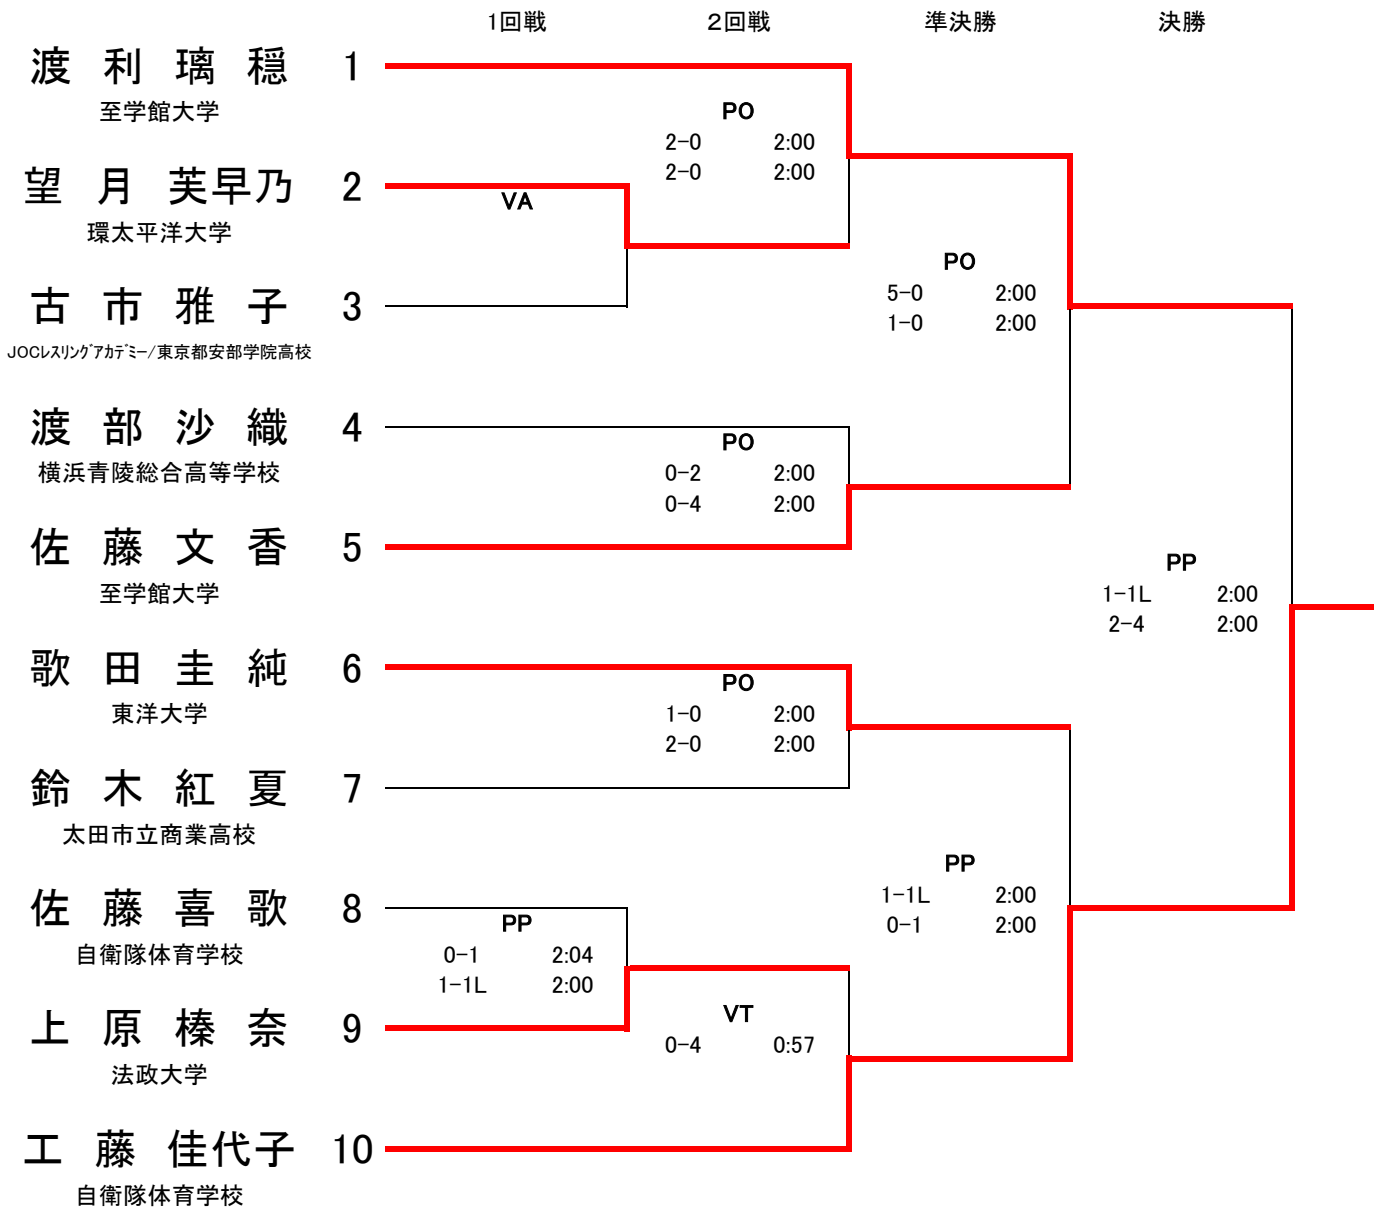 1回戦 2回戦 準決勝 決勝
渡 利 璃 穏 1
至学館大学
PO
2-0 2:00
2-0 2:00
望 月 芙早乃 2
VA
環太平洋大学
PO
5-0 2:00
1-0 2:00
古 市 雅 子 3
JOCﾚｽﾘﾝｸﾞｱｶﾃﾞﾐｰ/東京都安部学院高校
渡 部 沙 織 4
横浜青陵総合高等学校
PO
0-2 2:00
0-4 2:00
佐 藤 文 香 5
至学館大学
PP
1-1L 2:00
2-4 2:00
歌 田 圭 純 6
東洋大学
PO
1-0 2:00
2-0 2:00
鈴 木 紅 夏 7
太田市立商業高校
PP
1-1L 2:00
0-1 2:00
佐 藤 喜 歌 8
自衛隊体育学校
PP
0-1 2:04
1-1L 2:00
上 原 榛 奈 9
法政大学
VT
0-4 0:57
工 藤 佳代子 10
自衛隊体育学校